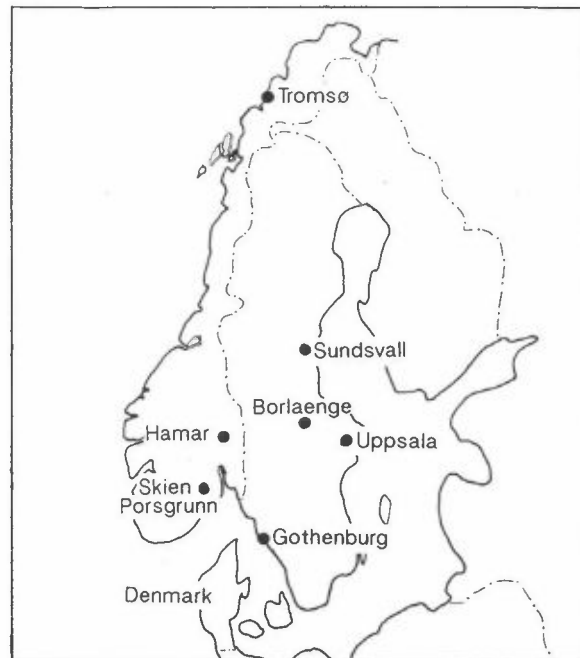 Tromsø
Sundsvall
Borlaenge
Hamar
Uppsala
Skien
Porsgrunn
Gothenburg
Denmark